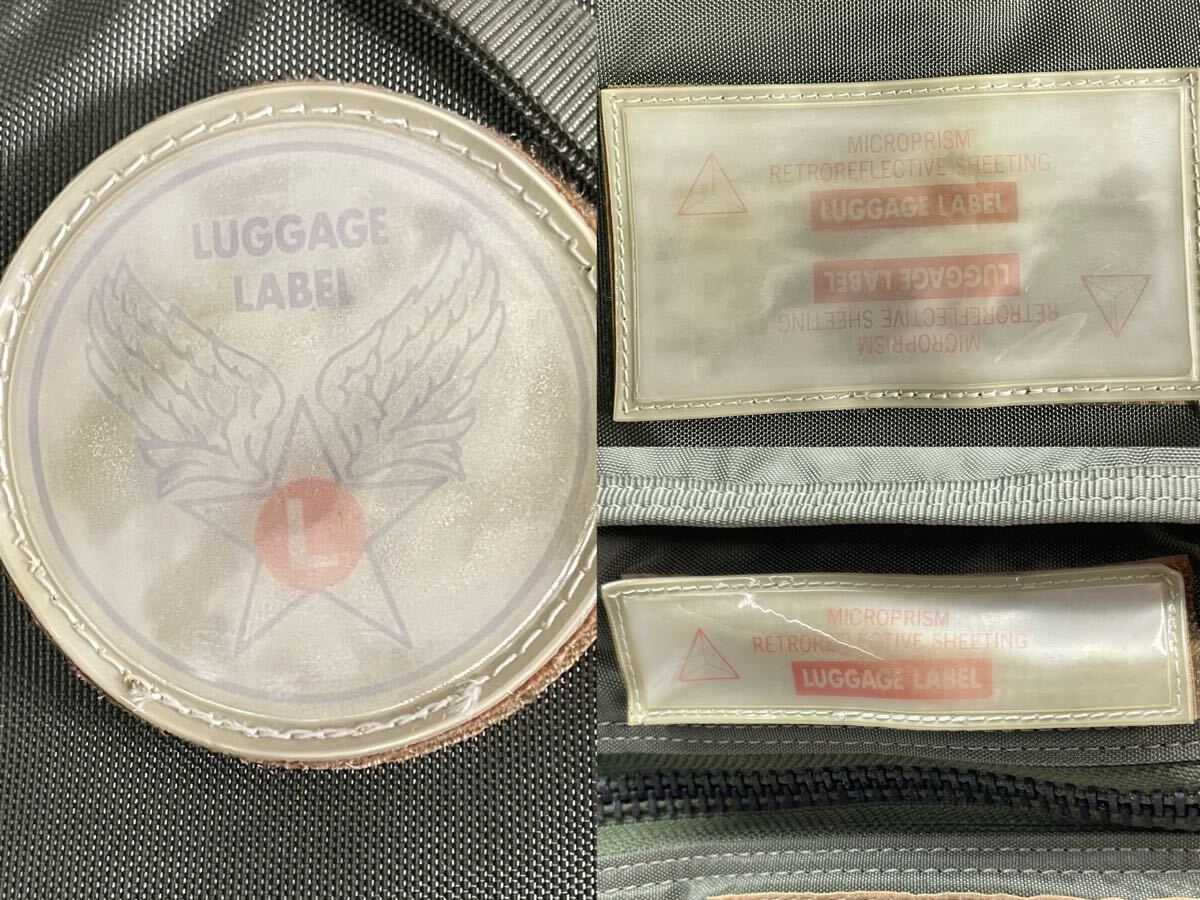 LUGGAGE
LABEL
L
MICROPRISM
RETROREFLECTIVE SHEETING
LUGGAGE LABEL
LUGGAGE LABEL
RETROREFLECTIVE SHEETING
MICROPRISM
MICROPRISM
RETROREFLECTIVE SHEETING
LUGGAGE LABEL